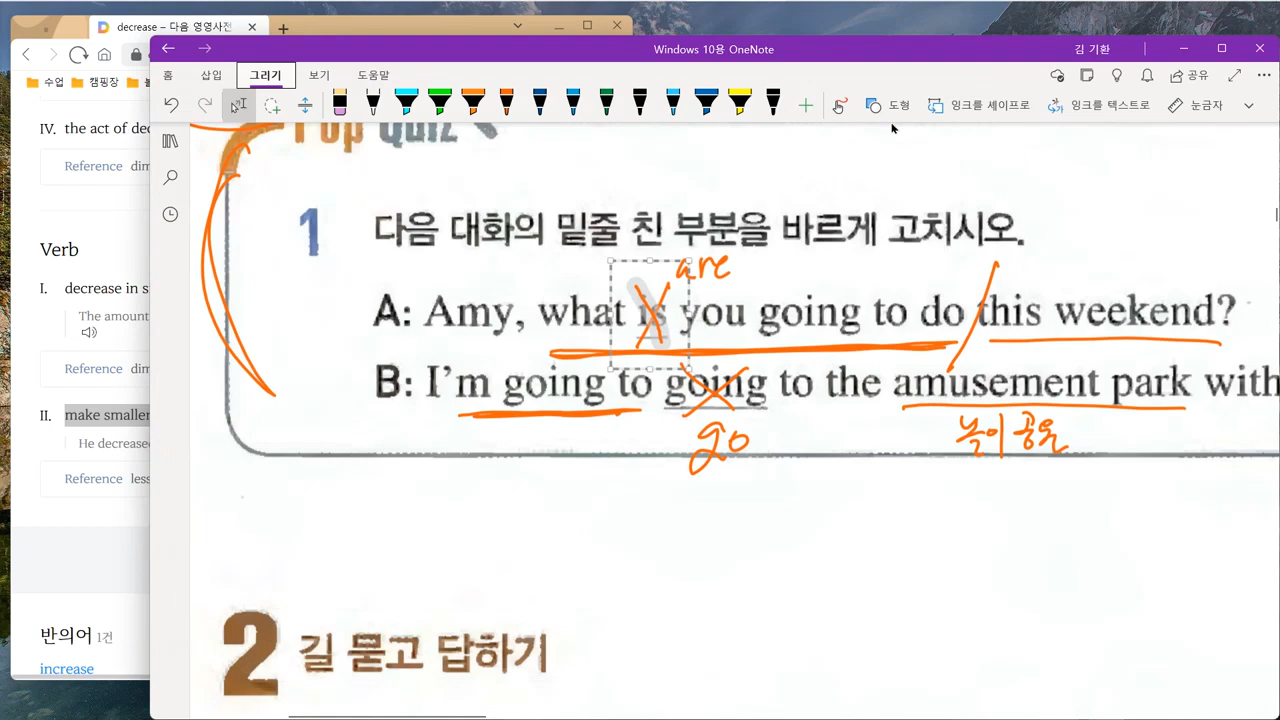 decrease – 다음 영영사전
Windows 10용 OneNote
김 기환
홈 삽입 그리기 보기 도움말
공유
수업 캠핑장
도형 잉크를 셰이프로 잉크를 텍스트로 눈금자
IV. the act of dec
Reference dim
Verb
I. decrease in s
The amount
Reference dim
II. make smaller
He decreased
Reference less
반의어 1건
increase
Pop Quiz
1 다음 대화의 밑줄 친 부분을 바르게 고치시오.
are
A: Amy, what is you going to do this weekend?
B: I'm going to going to the amusement park with
go
놀이 공원
2 길 묻고 답하기